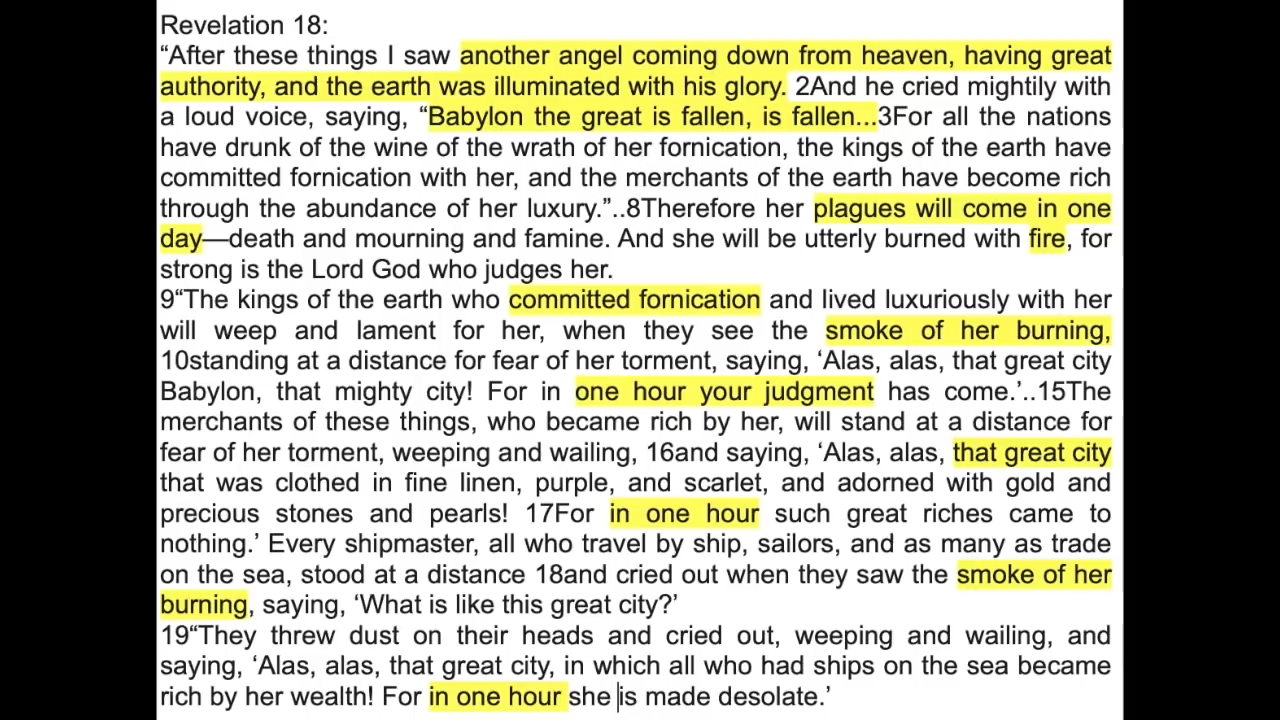 Revelation 18:
“After these things I saw another angel coming down from heaven, having great
authority, and the earth was illuminated with his glory. 2And he cried mightily with
a loud voice, saying, “Babylon the great is fallen, is fallen...3For all the nations
have drunk of the wine of the wrath of her fornication, the kings of the earth have
committed fornication with her, and the merchants of the earth have become rich
through the abundance of her luxury.”..8Therefore her plagues will come in one
day—death and mourning and famine. And she will be utterly burned with fire, for
strong is the Lord God who judges her.
9“The kings of the earth who committed fornication and lived luxuriously with her
will weep and lament for her, when they see the smoke of her burning,
10standing at a distance for fear of her torment, saying, ‘Alas, alas, that great city
Babylon, that mighty city! For in one hour your judgment has come.’..15The
merchants of these things, who became rich by her, will stand at a distance for
fear of her torment, weeping and wailing, 16and saying, ‘Alas, alas, that great city
that was clothed in fine linen, purple, and scarlet, and adorned with gold and
precious stones and pearls! 17For in one hour such great riches came to
nothing.’ Every shipmaster, all who travel by ship, sailors, and as many as trade
on the sea, stood at a distance 18and cried out when they saw the smoke of her
burning, saying, ‘What is like this great city?’
19“They threw dust on their heads and cried out, weeping and wailing, and
saying, ‘Alas, alas, that great city, in which all who had ships on the sea became
rich by her wealth! For in one hour she is made desolate.’